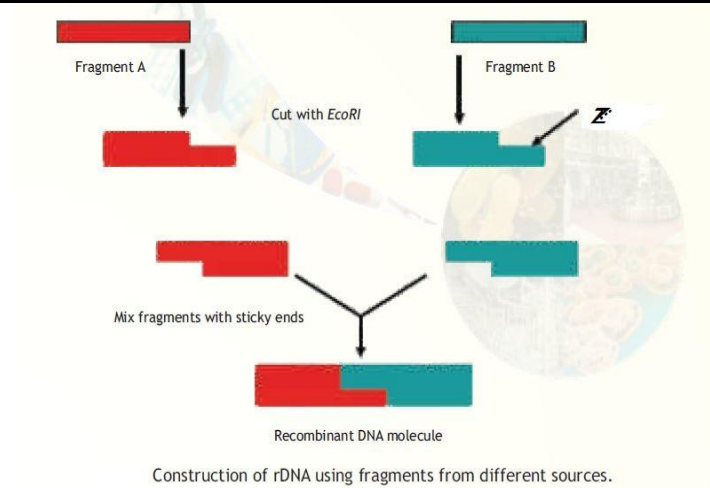 Fragment A
Fragment B
Cut with EcoRI
Z
Mix fragments with sticky ends
Recombinant DNA molecule
Construction of rDNA using fragments from different sources.